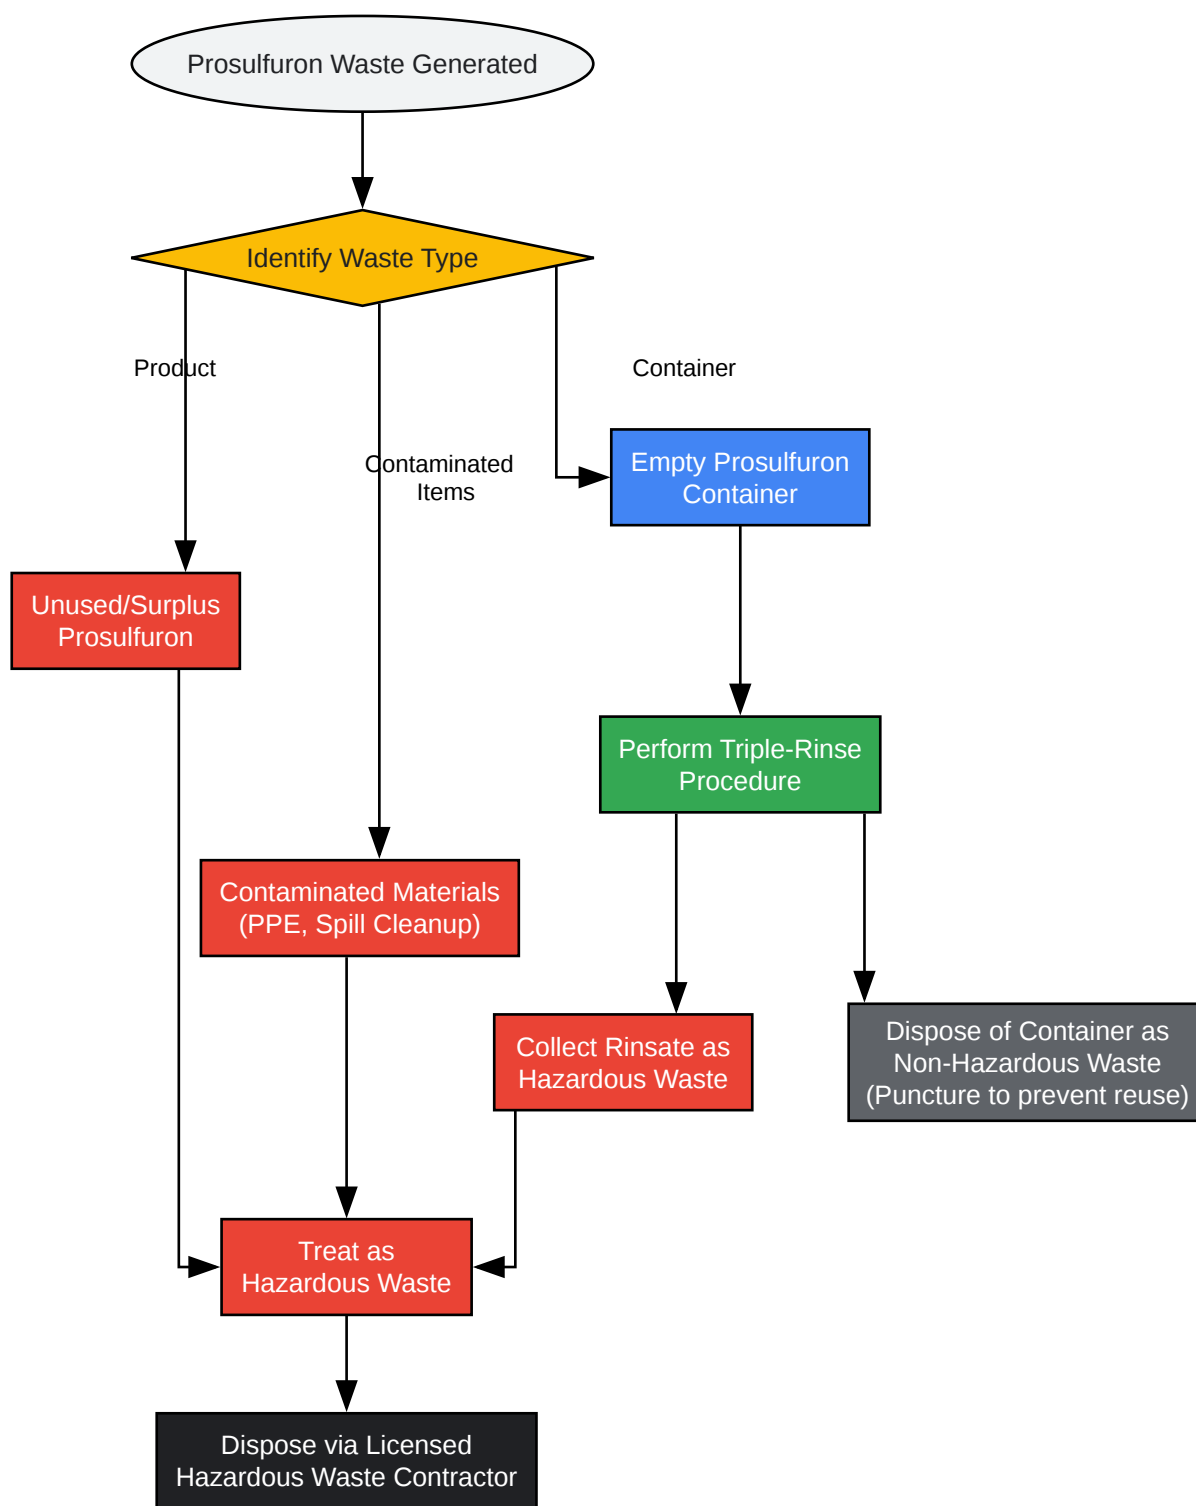 Prosulfuron Waste Generated
Identify Waste Type
Product
Container
Contaminated
Items
Empty Prosulfuron
Container
Unused/Surplus
Prosulfuron
Perform Triple-Rinse
Procedure
Contaminated Materials
(PPE, Spill Cleanup)
Collect Rinsate as
Hazardous Waste
Dispose of Container as
Non-Hazardous Waste
(Puncture to prevent reuse)
Treat as
Hazardous Waste
Dispose via Licensed
Hazardous Waste Contractor